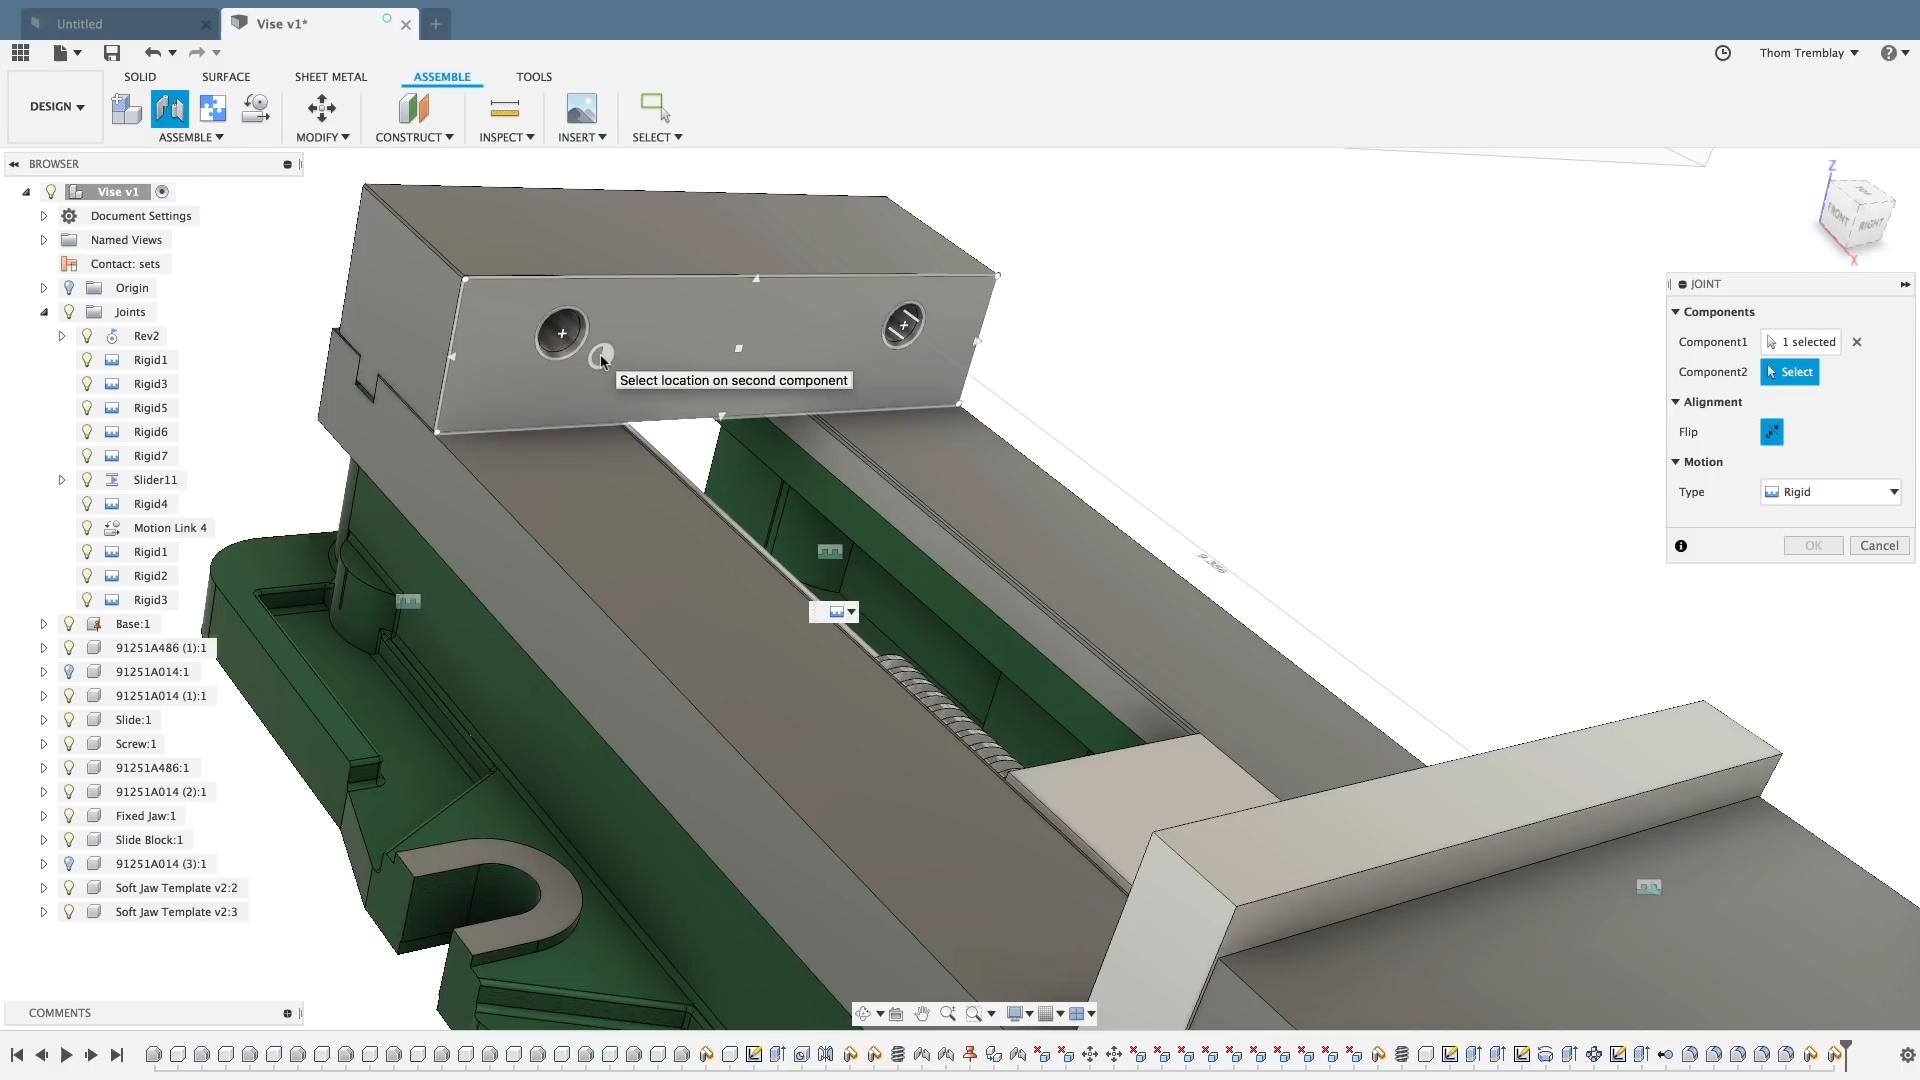 Untitled
Vise v1*
Thom Tremblay
SOLID
SURFACE
SHEET METAL
ASSEMBLE
TOOLS
DESIGN
ASSEMBLE
MODIFY
CONSTRUCT
INSPECT
INSERT
SELECT
BROWSER
Vise v1
Document Settings
Named Views
Contact: sets
Origin
Joints
Rev2
Rigid1
Rigid3
Rigid5
Rigid6
Rigid7
Slider11
Rigid4
Motion Link 4
Rigid1
Rigid2
Rigid3
Base:1
91251A486 (1):1
91251A014:1
91251A014 (1):1
Slide:1
Screw:1
91251A486:1
91251A014 (2):1
Fixed Jaw:1
Slide Block:1
91251A014 (3):1
Soft Jaw Template v2:2
Soft Jaw Template v2:3
COMMENTS
Select location on second component
9.356
Z
TOP
FRONT
RIGHT
X
JOINT
Components
Component1
1 selected
Component2
Select
Alignment
Flip
Motion
Type
Rigid
OK
Cancel